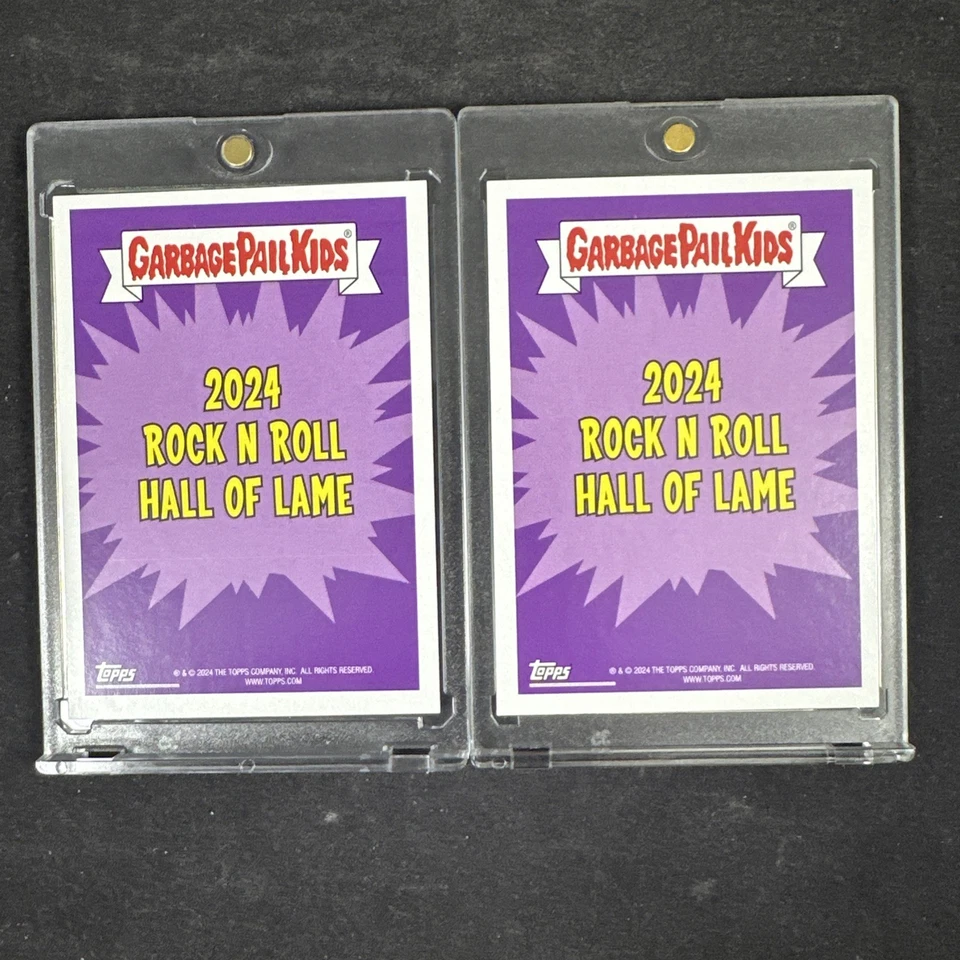 GARBAGE PAIL KIDS®
2024
ROCK N ROLL
HALL OF LAME
topps
® & © 2024 THE TOPPS COMPANY, INC. ALL RIGHTS RESERVED.
WWW.TOPPS.COM
GARBAGE PAIL KIDS®
2024
ROCK N ROLL
HALL OF LAME
topps
® & © 2024 THE TOPPS COMPANY, INC. ALL RIGHTS RESERVED.
WWW.TOPPS.COM